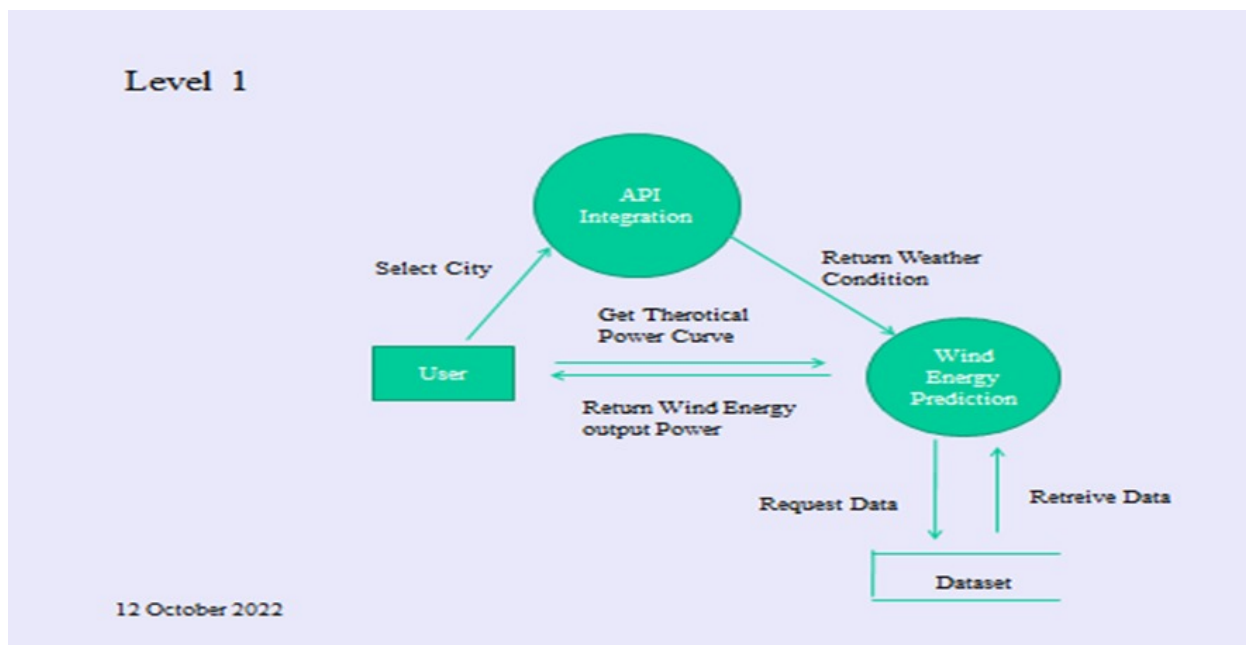 Level 1
API
Integration
Select City
Return Weather
Condition
Get Therotical
Power Curve
User
Wind
Energy
Prediction
Return Wind Energy
output Power
Request Data
Retreive Data
Dataset
12 October 2022